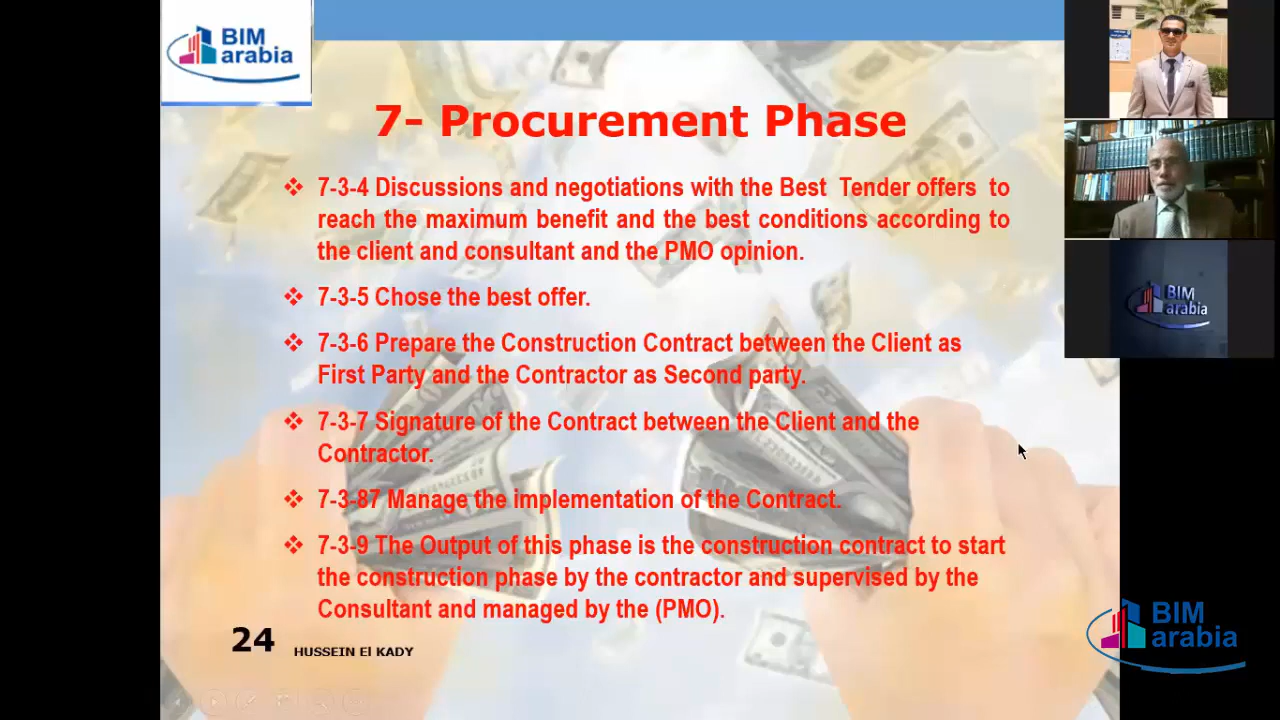 BIM
arabia
7- Procurement Phase
7-3-4 Discussions and negotiations with the Best Tender offers to
reach the maximum benefit and the best conditions according to
the client and consultant and the PMO opinion.
7-3-5 Chose the best offer.
7-3-6 Prepare the Construction Contract between the Client as
First Party and the Contractor as Second party.
7-3-7 Signature of the Contract between the Client and the
Contractor.
7-3-87 Manage the implementation of the Contract.
7-3-9 The Output of this phase is the construction contract to start
the construction phase by the contractor and supervised by the
Consultant and managed by the (PMO).
24
HUSSEIN El KADY
BIM
arabia
BIM
arabia